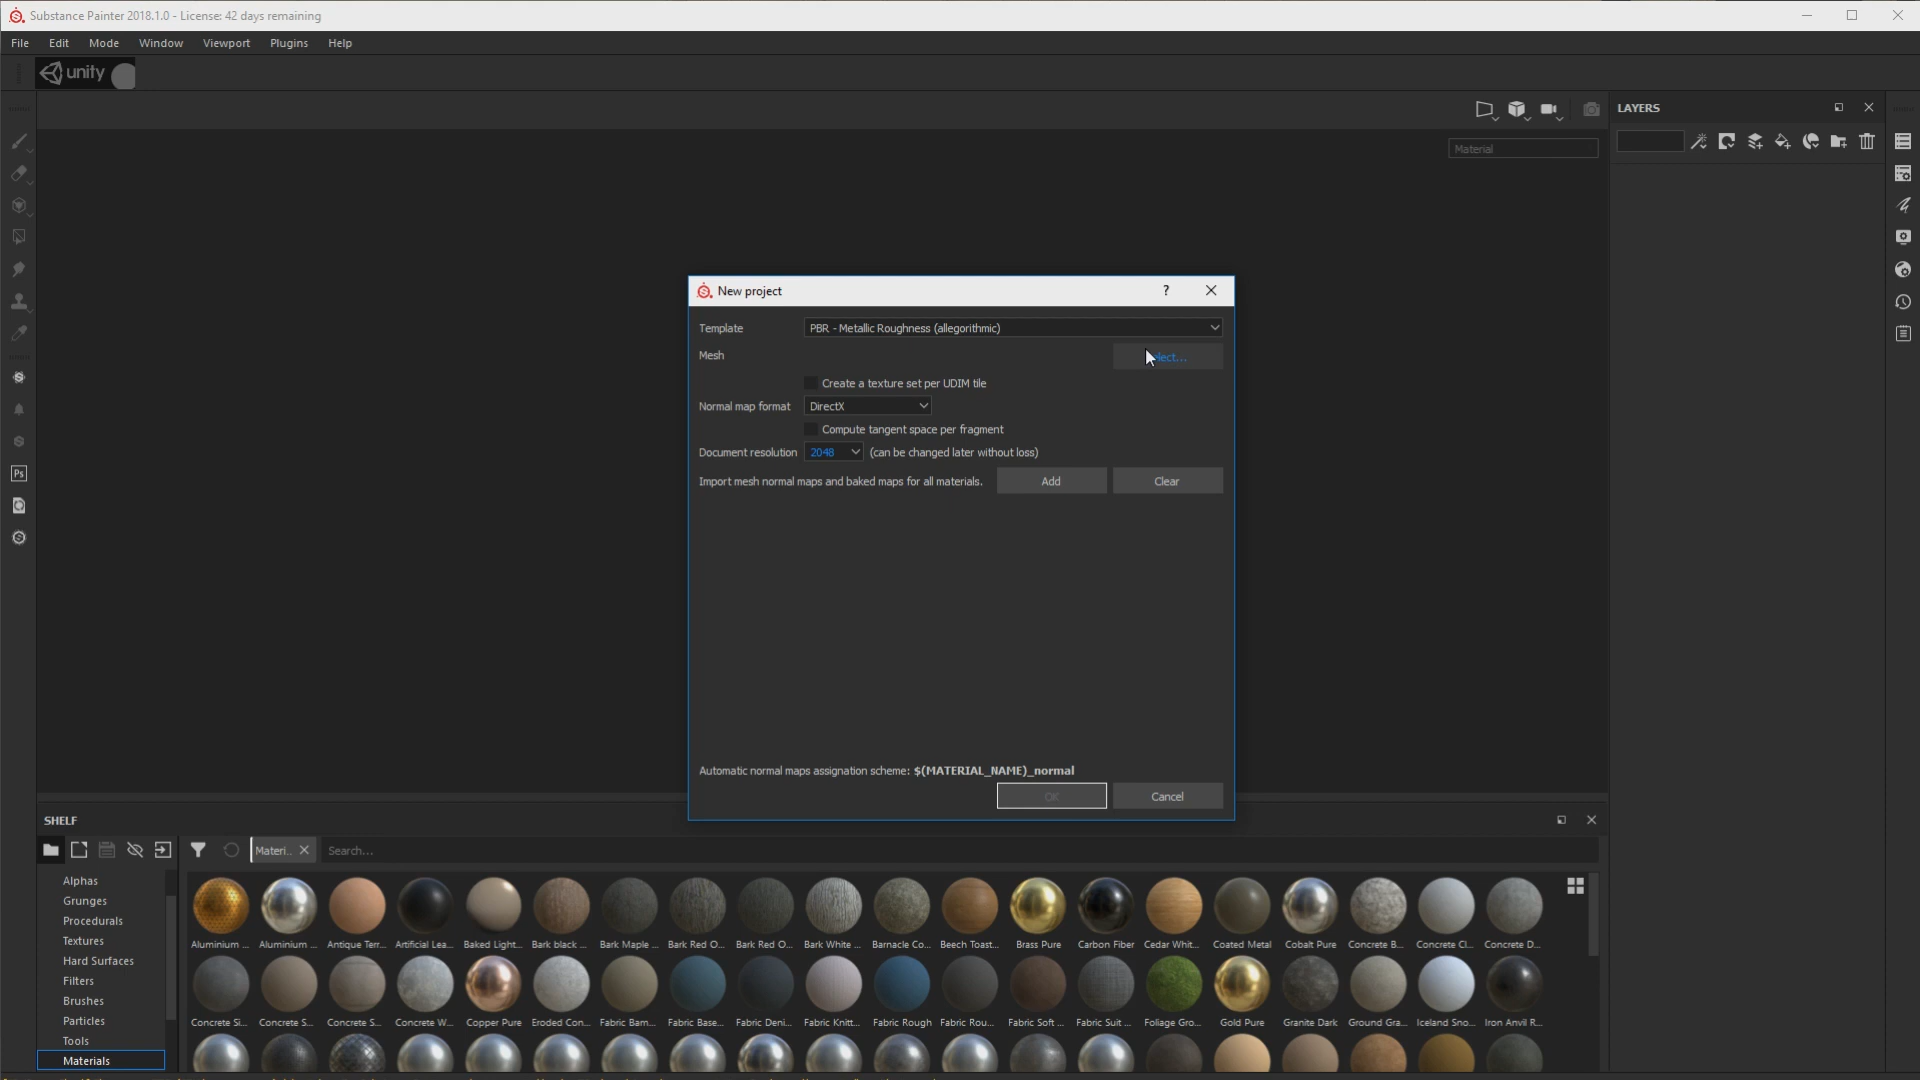 Substance Painter 2018.1.0 - License: 42 days remaining
File Edit Mode Window Viewport Plugins Help
unity
LAYERS
Material
New project ?
Template PBR - Metallic Roughness (allegorithmic)
Mesh
Create a texture set per UDIM tile
Normal map format DirectX
Compute tangent space per fragment
Document resolution 2048 (can be changed later without loss)
Import mesh normal maps and baked maps for all materials. Add Clear
Ps
Automatic normal maps assignation scheme: $(MATERIAL_NAME)_normal
OK Cancel
SHELF
Materi.. Search...
Alphas
Grunges
Procedurals
Textures
Hard Surfaces
Filters
Brushes
Particles
Tools
Materials
Aluminium ... Aluminium ... Antique Terr... Artificial Lea... Baked Light... Bark black ... Bark Maple ... Bark Red O... Bark Red O... Bark White ... Barnacle Co... Beech Toast... Brass Pure Carbon Fiber Cedar Whit... Coated Metal Cobalt Pure Concrete B... Concrete Cl... Concrete D...
Concrete Si... Concrete S... Concrete S... Concrete W... Copper Pure Eroded Con... Fabric Bam... Fabric Base... Fabric Deni... Fabric Knitt... Fabric Rough Fabric Rou... Fabric Soft ... Fabric Suit ... Foliage Gro... Gold Pure Granite Dark Ground Gra... Iceland Sno... Iron Anvil R...